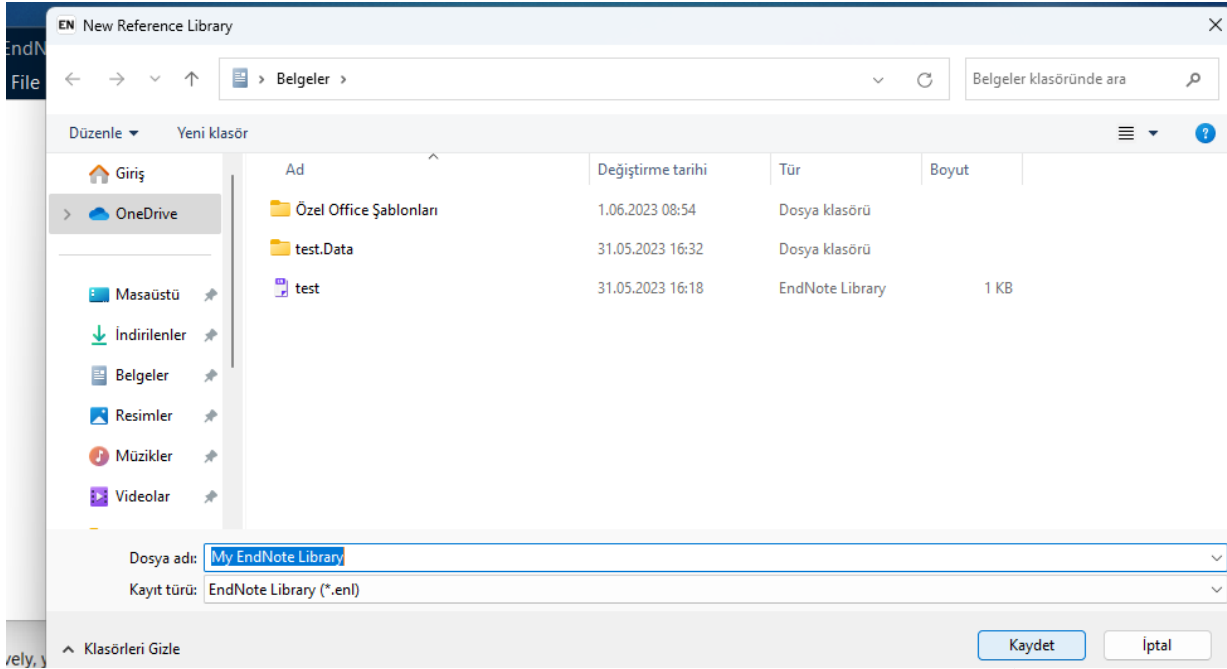 EN New Reference Library
EndN
File
Belgeler
Belgeler klasöründe ara
Düzenle
Yeni klasör
?
Giriş
OneDrive
Masaüstü
İndirilenler
Belgeler
Resimler
Müzikler
Videolar
Ad Değiştirme tarihi Tür Boyut
Özel Office Şablonları 1.06.2023 08:54 Dosya klasörü
test.Data 31.05.2023 16:32 Dosya klasörü
test 31.05.2023 16:18 EndNote Library 1 KB
Dosya adı: My EndNote Library
Kayıt türü: EndNote Library (*.enl)
Klasörleri Gizle
Kaydet
İptal
vely, y